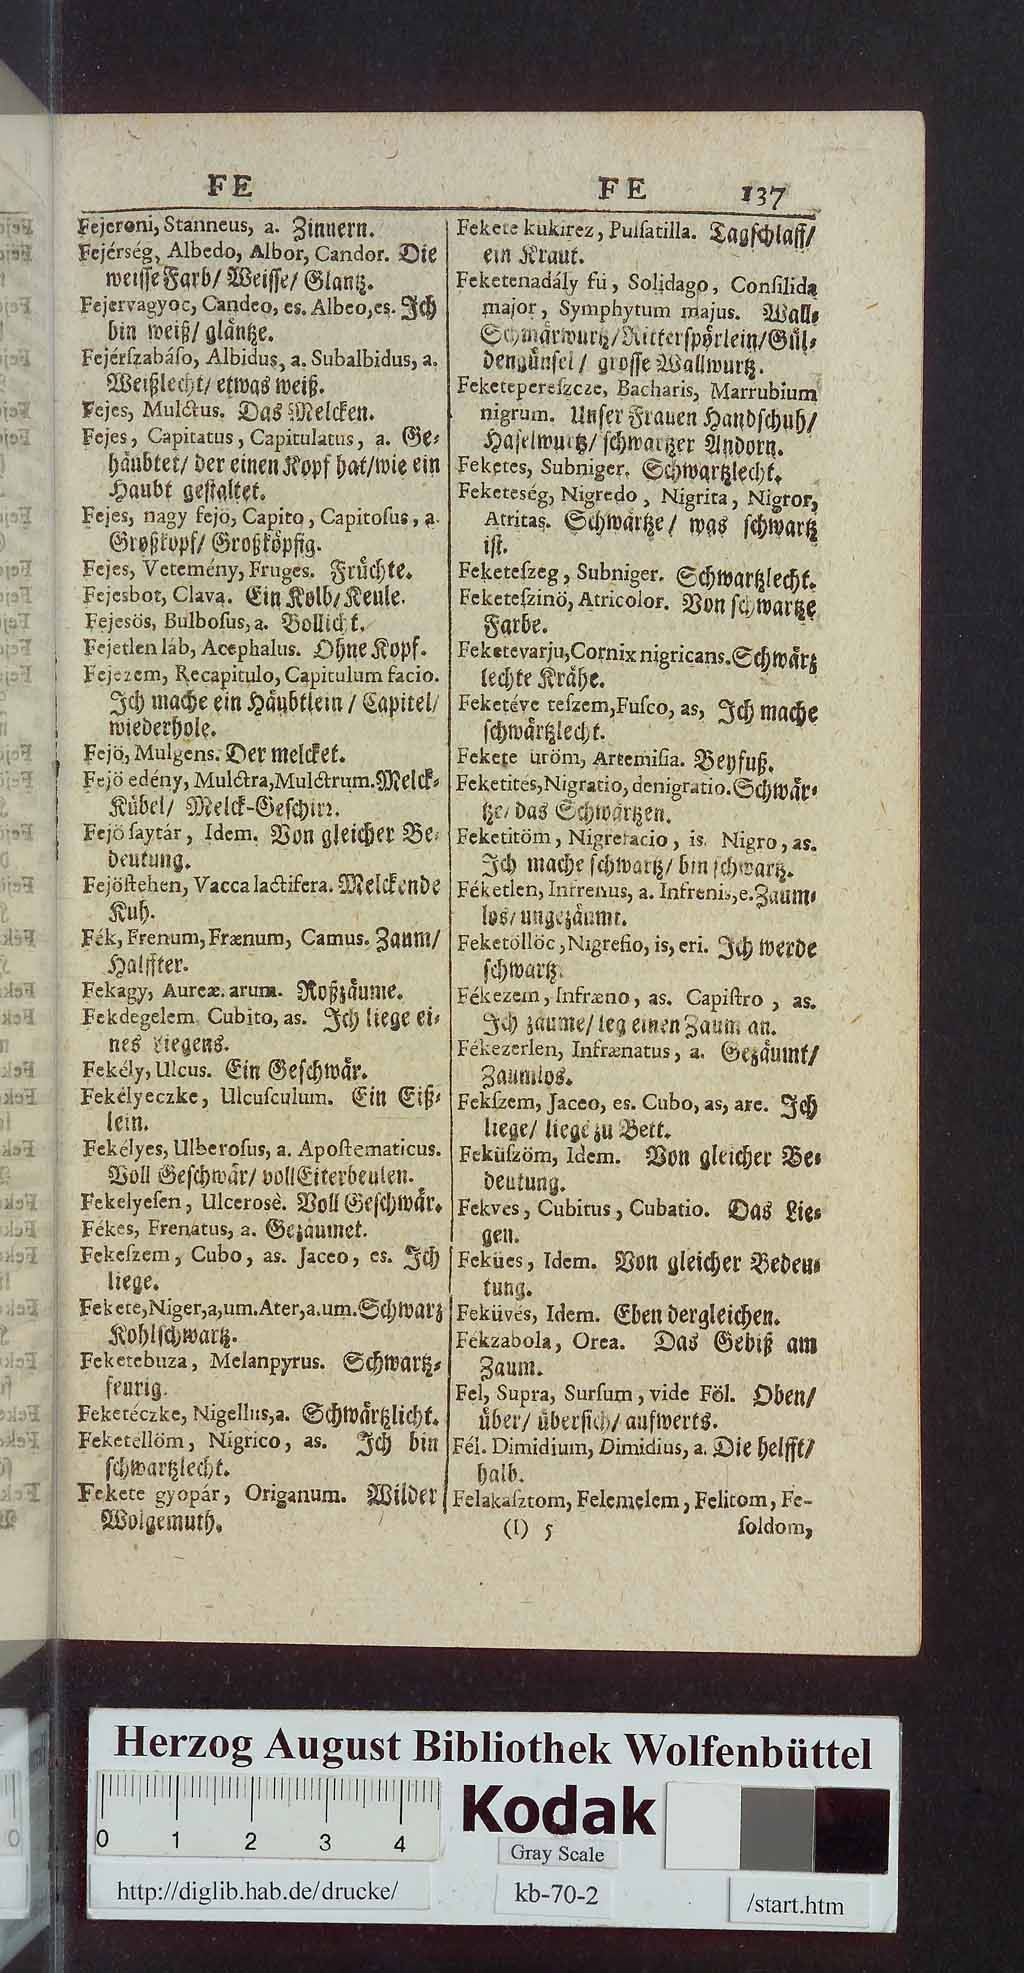 FE
Fejeroni, Stanneus, a. Zinnern.
Fejérség, Albedo, Albor, Candor. Die
weisse Farb/ Weisse/ Glantz.
Fejervagyoc, Candeo, es. Albeo, es. Ich
bin weiß/ gläntze.
Fejérſzabáſo, Albidus, a. Subalbidus, a.
Weißlecht/ etwas weiß.
Fejes, Mulctus. Das Melcken.
Fejes, Capitatus, Capitulatus, a. Ge-
häubtet/ der einen Kopf hat/ wie ein
Haubt gestaltet.
Fejes, nagy fejö, Capito, Capitoſus, a.
Großkopf/ Großköpfig.
Fejes, Vetemény, Fruges. Früchte.
Fejesbot, Clava. Ein Kolb/ Keule.
Fejesös, Bulboſus, a. Bollicht.
Fejetlen láb, Acephalus. Ohne Kopf.
Fejezem, Recapitulo, Capitulum facio.
Ich mache ein Häubtlein/ Capitel/
wiederhole.
Fejö, Mulgens. Der melcket.
Fejö edény, Mulctra, Mulctrum. Melck-
Kübel/ Melck-Geschirr.
Fejö ſaytár, Idem. Von gleicher Be-
deutung.
Fejöſtehen, Vacca lactifera. Melckende
Kuh.
Fék, Frenum, Frænum, Camus. Zaum/
Halffter.
Fekagy, Aureæ. arum. Roßzäume.
Fekdegelem, Cubito, as. Ich liege ei-
nes Liegens.
Fekély, Ulcus. Ein Geschwär.
Fekélyeczke, Ulcuſculum. Ein Eiß-
lein.
Fekélyes, Ulberoſus, a. Apoſtematicus.
Voll Geschwär/ voll Eiterbeulen.
Fekelyeſen, Ulcerosè. Voll Geschwär.
Fékes, Frenatus, a. Gezäumet.
Fekeſzem, Cubo, as. Jaceo, es. Ich
liege.
Fekete, Niger, a, um. Ater, a. um. Schwarz
Kohlschwartz.
Feketebuza, Melanpyrus. Schwartz-
feurig.
Feketéczke, Nigellus, a. Schwärtzlicht.
Feketéllöm, Nigrico, as. Ich bin
schwartzlecht.
Fekete gyopár, Origanum. Wilder
Wolgemuth.
FE 137
Fekete kukirez, Pulſatilla. Tagschlaff/
ein Kraut.
Feketenadály fü, Solidago, Conſilida
major, Symphytum majus. Wall-
Schmärwurtz/ Ritterspörlein/ Gül-
dengünsel/ grosse Wallwurtz.
Feketepereſzcze, Bacharis, Marrubium
nigrum. Unser Frauen Handschuh/
Haselwurtz/ schwartzer Andorn.
Feketes, Subniger. Schwartzlecht.
Feketeség, Nigredo, Nigrita, Nigror,
Atritas. Schwärtze/ was schwartz
ist.
Feketeſzeg, Subniger. Schwartzlecht.
Feketeſzinö, Atricolor. Von schwartze
Farbe.
Feketevarju, Cornix nigricans. Schwärtz
lechte Krähe.
Feketéve teſzem, Fuſco, as, Ich mache
schwärtzlecht.
Fekete üröm, Artemiſia. Beyfuß.
Feketités, Nigratio, denigratio. Schwär-
tze/ das Schwärtzen.
Feketitöm, Nigrefacio, is. Nigro, as.
Ich mache schwartz/ bin schwartz.
Féketlen, Infrenus, a. Infrenis, e. Zaum-
los/ ungezäumt.
Feketöllöc, Nigrefio, is, eri. Ich werde
schwartz.
Fékezem, Infræno, as. Capiſtro, as.
Ich zäume/ leg einen Zaum an.
Fékezerlen, Infrænatus, a. Gezäumt/
Zaumlos.
Fekſzem, Jaceo, es. Cubo, as, are. Ich
liege/ liege zu Bett.
Feküſzöm, Idem. Von gleicher Be-
deutung.
Fekves, Cubitus, Cubatio. Das Lie-
gen.
Fekües, Idem. Von gleicher Bedeu-
tung.
Feküvés, Idem. Eben dergleichen.
Fékzabola, Orea. Das Gebiß am
Zaum.
Fel, Supra, Surſum, vide Föl. Oben/
über/ übersich/ aufwerts.
Fél. Dimidium, Dimidius, a. Die helfft/
halb.
Felakaſztom, Felemelem, Felitom, Fe-
(I) 5 ſoldom,
Herzog August Bibliothek Wolfenbüttel
0 1 2 3 4
Kodak
Gray Scale
http://diglib.hab.de/drucke/
kb-70-2
/start.htm